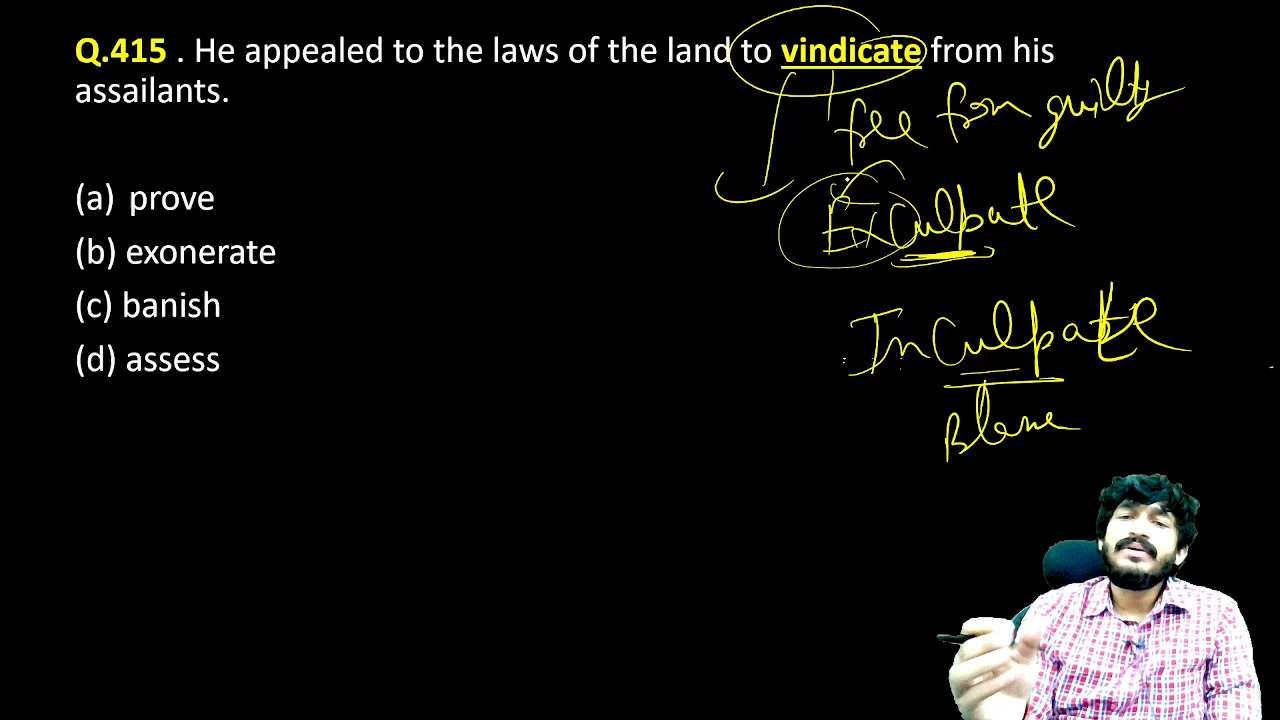 Q.415 . He appealed to the laws of the land to vindicate from his
assailants.
free from guilty
(a) prove
Exculpate
(b) exonerate
(c) banish
Inculpate
(d) assess
Blame